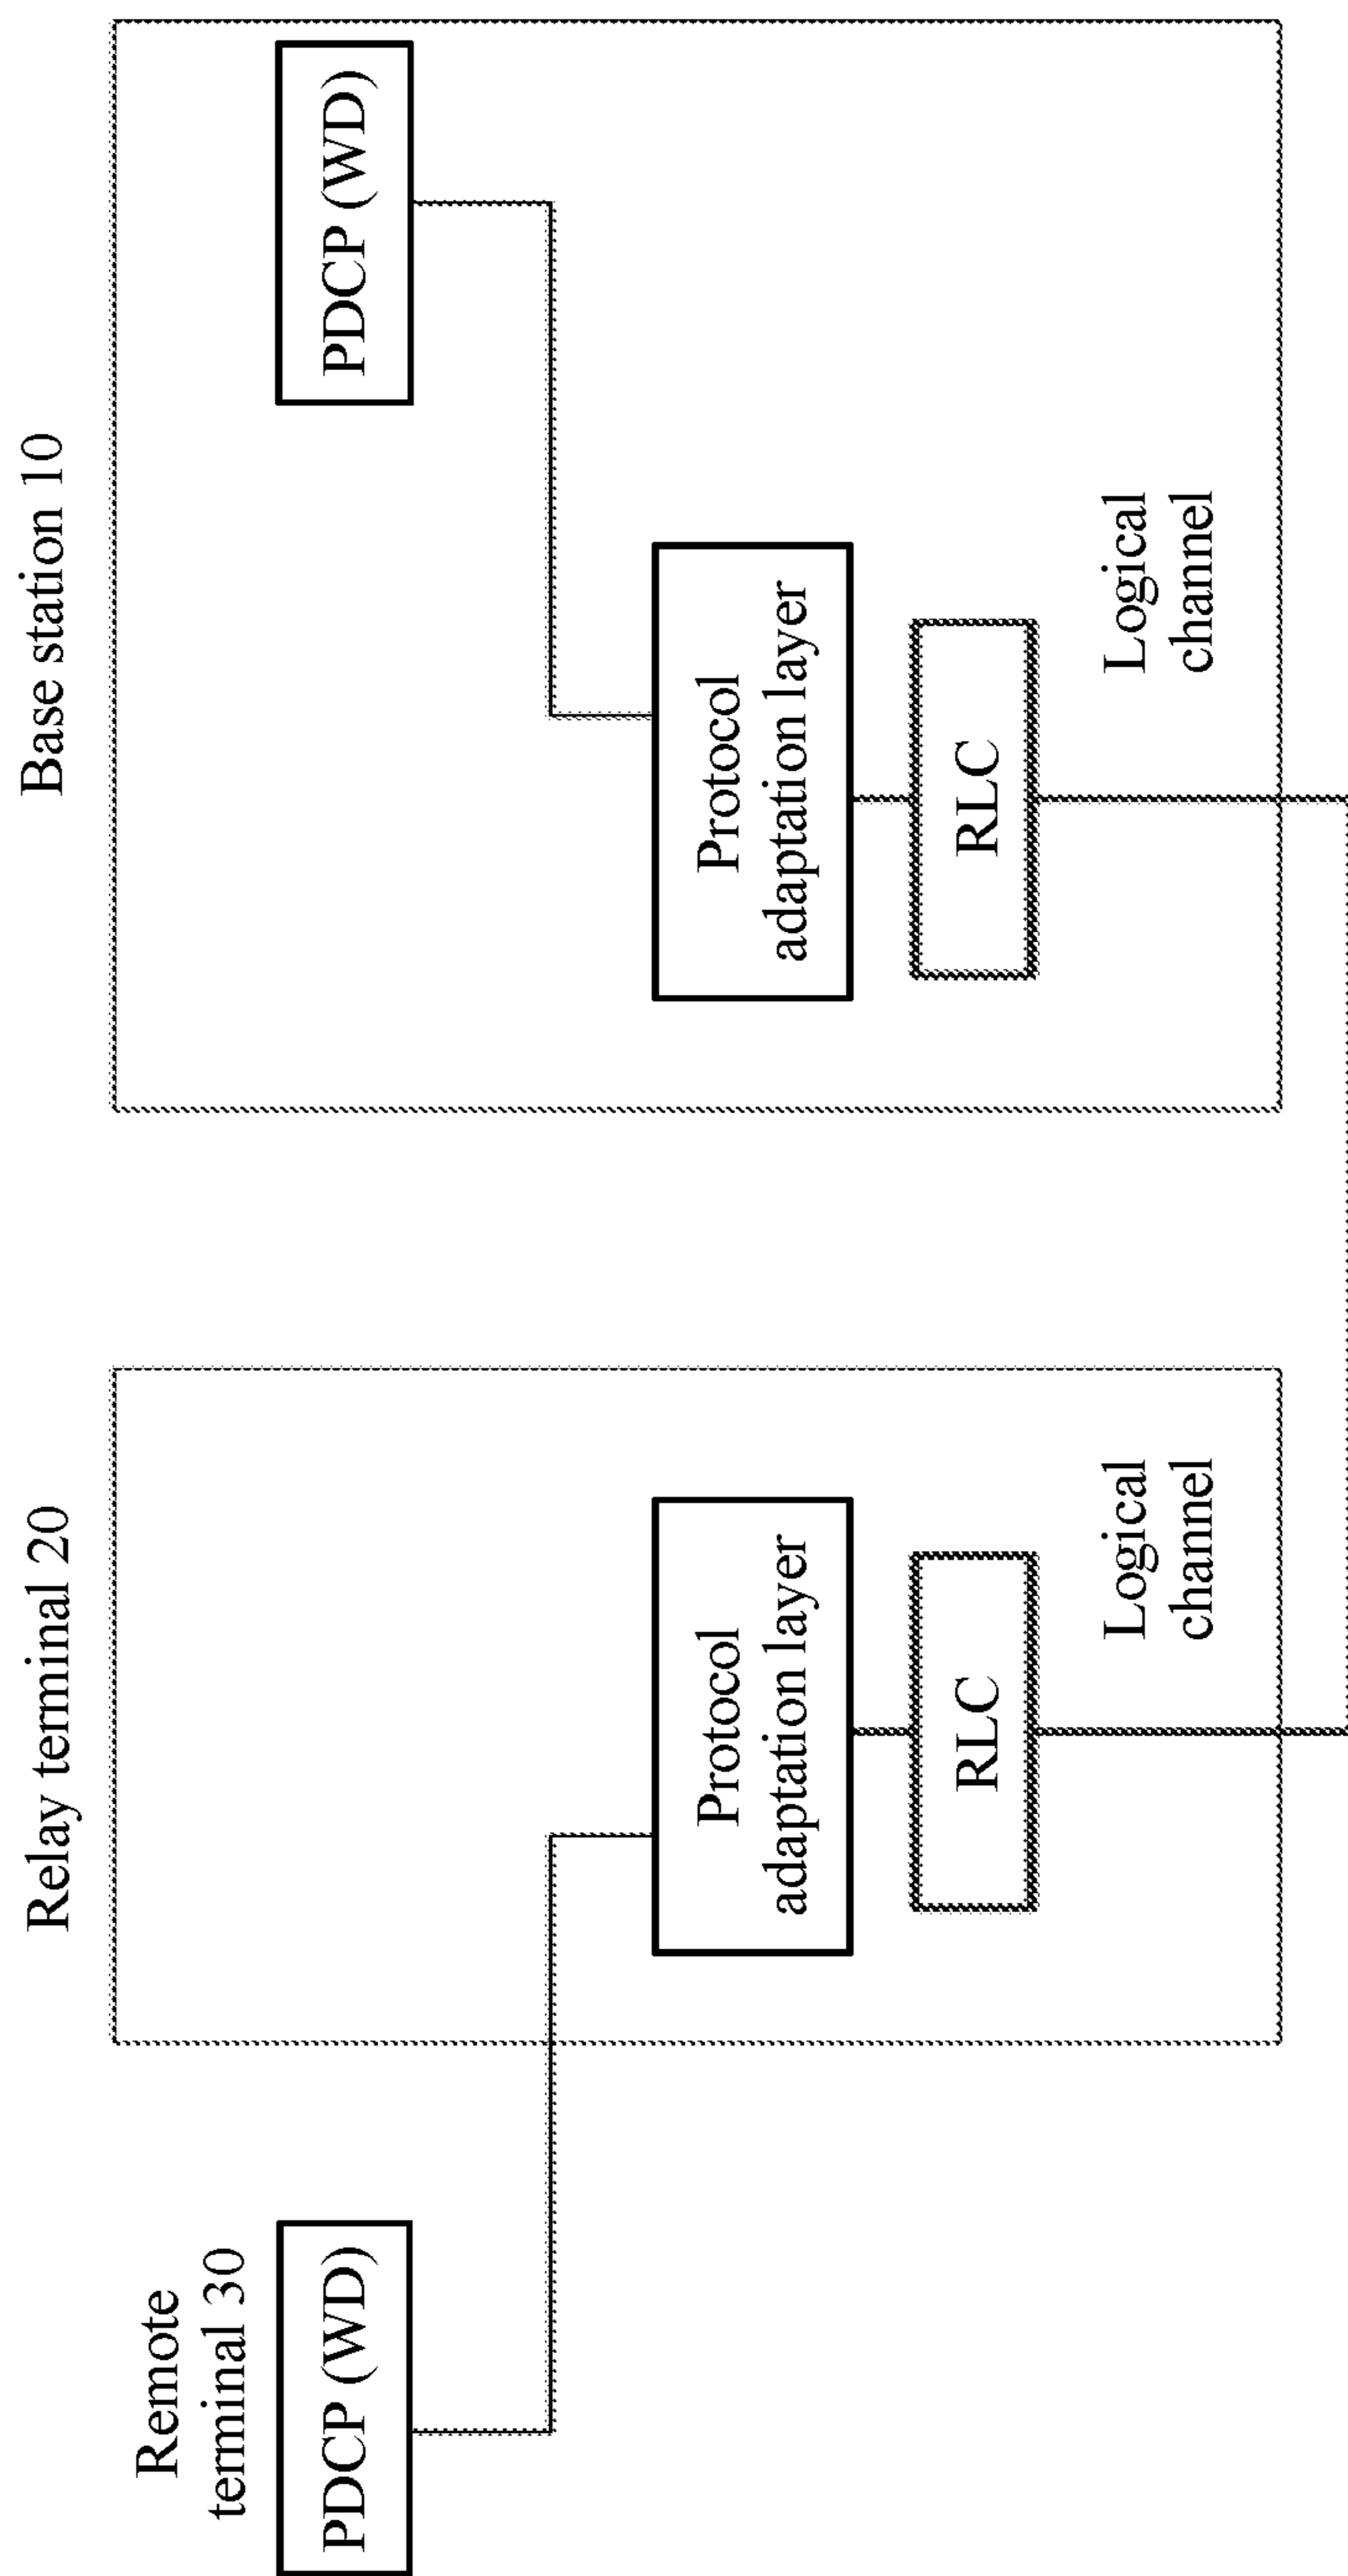 Remote
terminal 30
PDCP (WD)
Relay terminal 20
Protocol
adaptation layer
RLC
Logical
channel
Base station 10
PDCP (WD)
Protocol
adaptation layer
RLC
Logical
channel